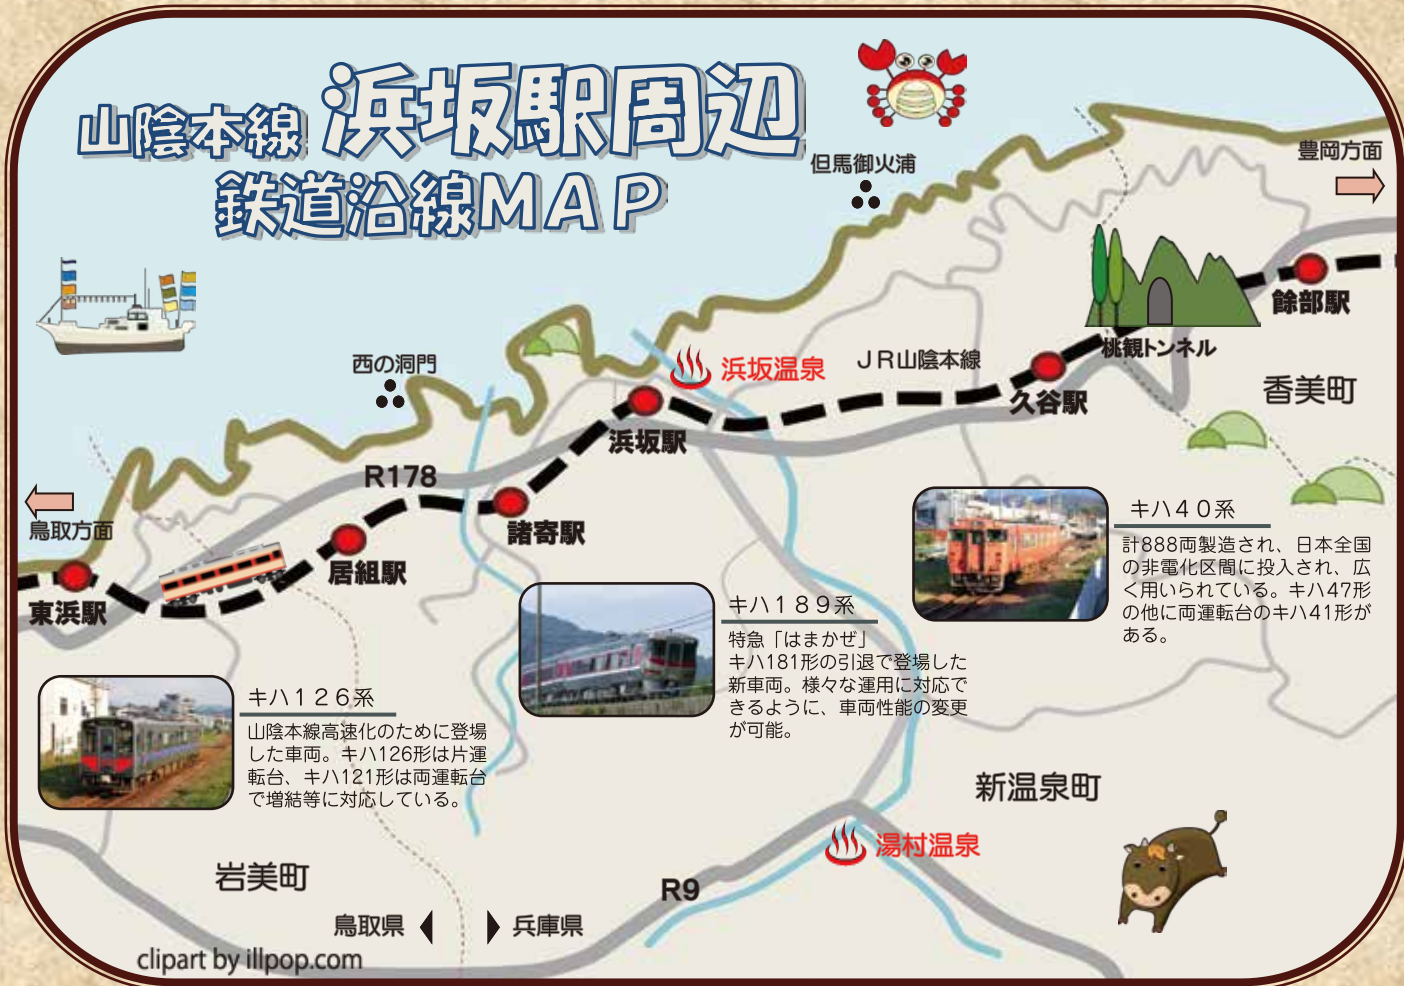 山陰本線 浜坂駅周辺
鉄道沿線MAP
但馬御火浦
豊岡方面
餘部駅
桃観トンネル
西の洞門
浜坂温泉
JR山陰本線
久谷駅
香美町
浜坂駅
R178
諸寄駅
鳥取方面
居組駅
東浜駅
キハ40系
計888両製造され、日本全国
の非電化区間に投入され、広
く用いられている。キハ47形
の他に両運転台のキハ41形が
ある。
キハ189系
特急「はまかぜ」
キハ181形の引退で登場した
新車両。様々な運用に対応で
きるように、車両性能の変更
が可能。
キハ126系
山陰本線高速化のために登場
した車両。キハ126形は片運
転台、キハ121形は両運転台
で増結等に対応している。
新温泉町
湯村温泉
岩美町
R9
鳥取県
兵庫県
clipart by illpop.com